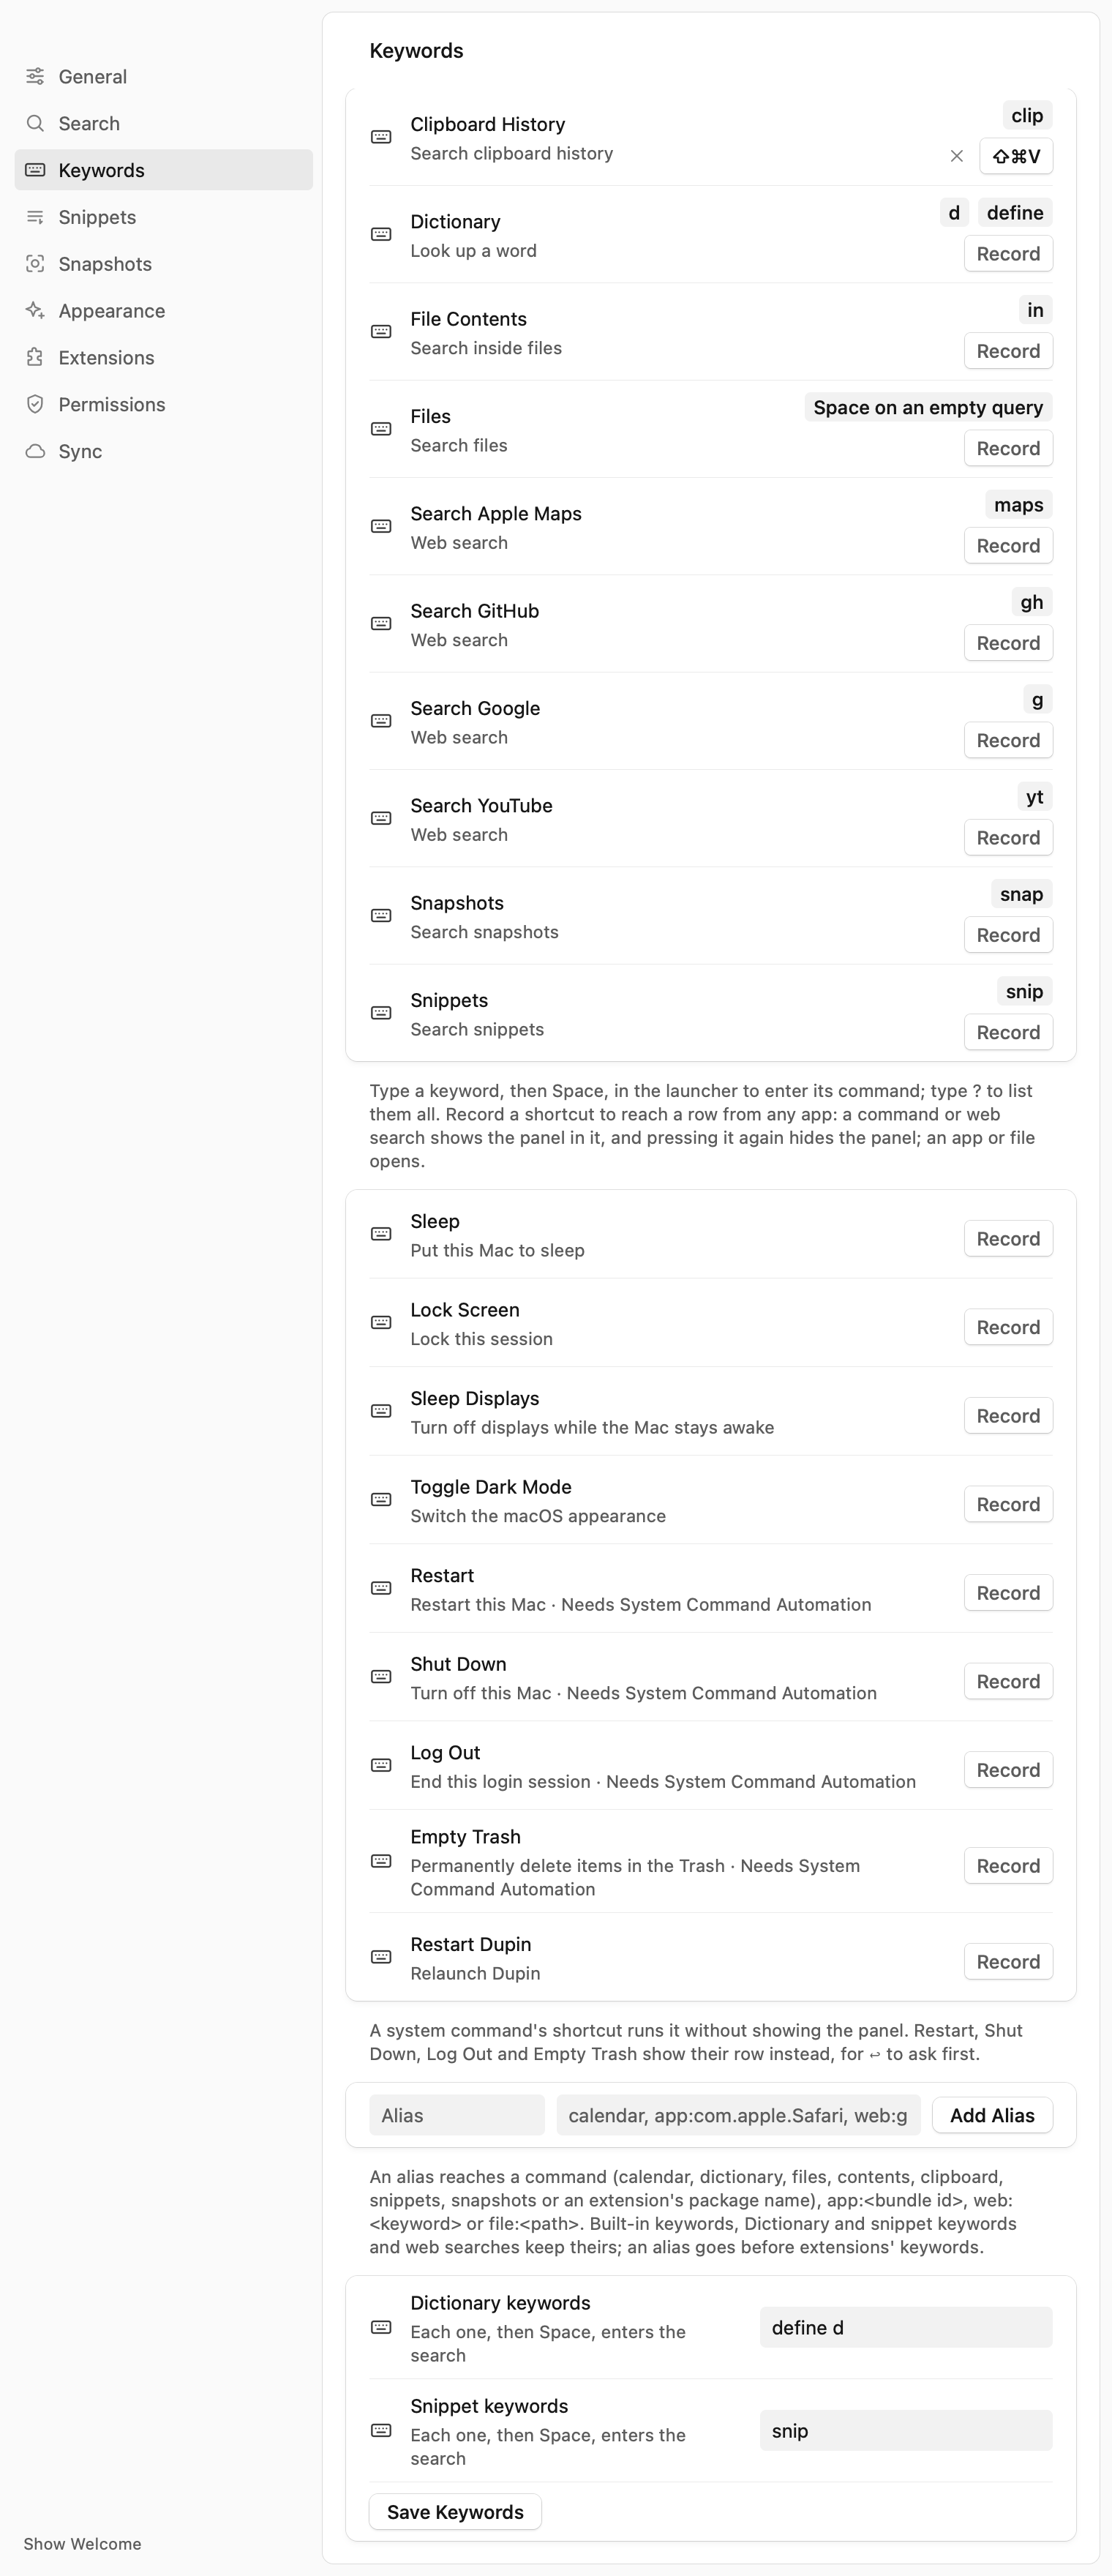 General
Search
Keywords
Snippets
Snapshots
Appearance
Extensions
Permissions
Sync
Show Welcome
Keywords
Clipboard History
Search clipboard history
clip
⇧⌘V
Dictionary
Look up a word
d define
Record
File Contents
Search inside files
in
Record
Files
Search files
Space on an empty query
Record
Search Apple Maps
Web search
maps
Record
Search GitHub
Web search
gh
Record
Search Google
Web search
g
Record
Search YouTube
Web search
yt
Record
Snapshots
Search snapshots
snap
Record
Snippets
Search snippets
snip
Record
Type a keyword, then Space, in the launcher to enter its command; type ? to list
them all. Record a shortcut to reach a row from any app: a command or web
search shows the panel in it, and pressing it again hides the panel; an app or file
opens.
Sleep
Put this Mac to sleep
Record
Lock Screen
Lock this session
Record
Sleep Displays
Turn off displays while the Mac stays awake
Record
Toggle Dark Mode
Switch the macOS appearance
Record
Restart
Restart this Mac · Needs System Command Automation
Record
Shut Down
Turn off this Mac · Needs System Command Automation
Record
Log Out
End this login session · Needs System Command Automation
Record
Empty Trash
Permanently delete items in the Trash · Needs System
Command Automation
Record
Restart Dupin
Relaunch Dupin
Record
A system command's shortcut runs it without showing the panel. Restart, Shut
Down, Log Out and Empty Trash show their row instead, for ↩ to ask first.
Alias
calendar, app:com.apple.Safari, web:g
Add Alias
An alias reaches a command (calendar, dictionary, files, contents, clipboard,
snippets, snapshots or an extension's package name), app:<bundle id>, web:
<keyword> or file:<path>. Built-in keywords, Dictionary and snippet keywords
and web searches keep theirs; an alias goes before extensions' keywords.
Dictionary keywords
Each one, then Space, enters the
search
define d
Snippet keywords
Each one, then Space, enters the
search
snip
Save Keywords